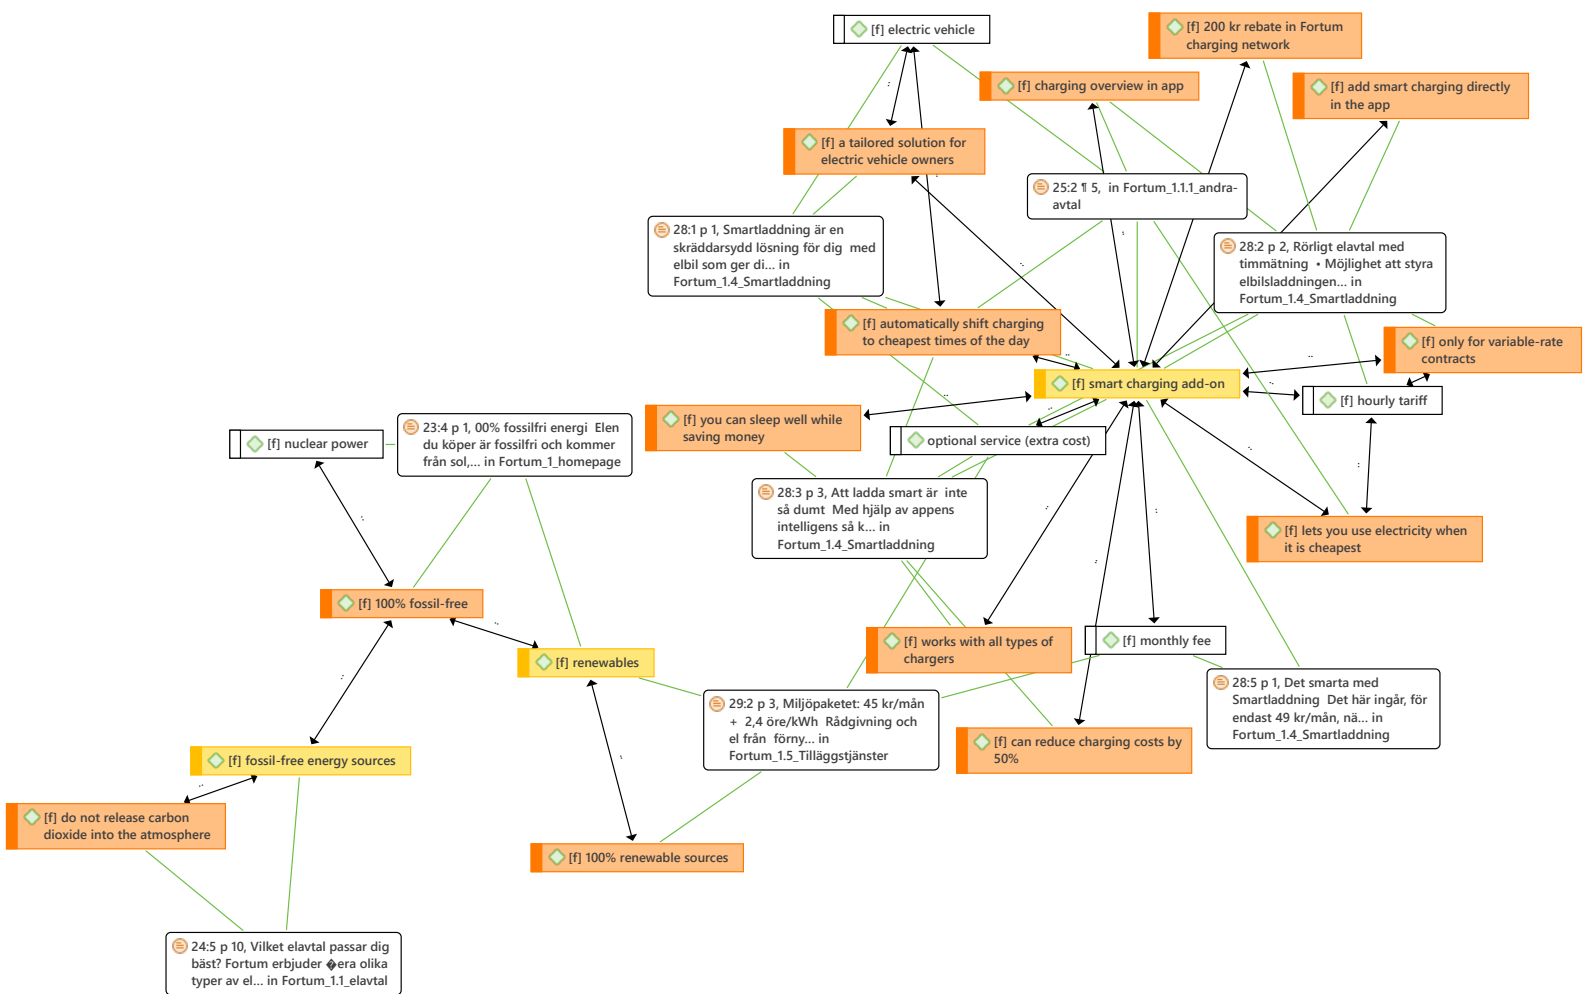 [f] electric vehicle
[f] 200 kr rebate in Fortum
charging network
[f] charging overview in app
[f] add smart charging directly
in the app
[f] a tailored solution for
electric vehicle owners
25:2 ¶ 5, in Fortum_1.1.1_andra-
avtal
28:1 p 1, Smartladdning är en
skräddarsydd lösning för dig med
elbil som ger di... in
Fortum_1.4_Smartladdning
28:2 p 2, Rörligt elavtal med
timmätning • Möjlighet att styra
elbilsladdningen... in
Fortum_1.4_Smartladdning
[f] automatically shift charging
to cheapest times of the day
[f] only for variable-rate
contracts
[f] smart charging add-on
[f] hourly tariff
[f] you can sleep well while
saving money
optional service (extra cost)
[f] nuclear power
23:4 p 1, 00% fossilfri energi Elen
du köper är fossilfri och kommer
från sol,... in Fortum_1_homepage
28:3 p 3, Att ladda smart är inte
så dumt Med hjälp av appens
intelligens så k... in
Fortum_1.4_Smartladdning
[f] lets you use electricity when
it is cheapest
[f] 100% fossil-free
[f] works with all types of
chargers
[f] monthly fee
[f] renewables
28:5 p 1, Det smarta med
Smartladdning Det här ingår, för
endast 49 kr/mån, nä... in
Fortum_1.4_Smartladdning
29:2 p 3, Miljöpaketet: 45 kr/mån
+ 2,4 öre/kWh Rådgivning och
el från förny... in
Fortum_1.5_Tilläggstjänster
[f] can reduce charging costs by
50%
[f] fossil-free energy sources
[f] do not release carbon
dioxide into the atmosphere
[f] 100% renewable sources
24:5 p 10, Vilket elavtal passar dig
bäst? Fortum erbjuder �era olika
typer av el... in Fortum_1.1_elavtal